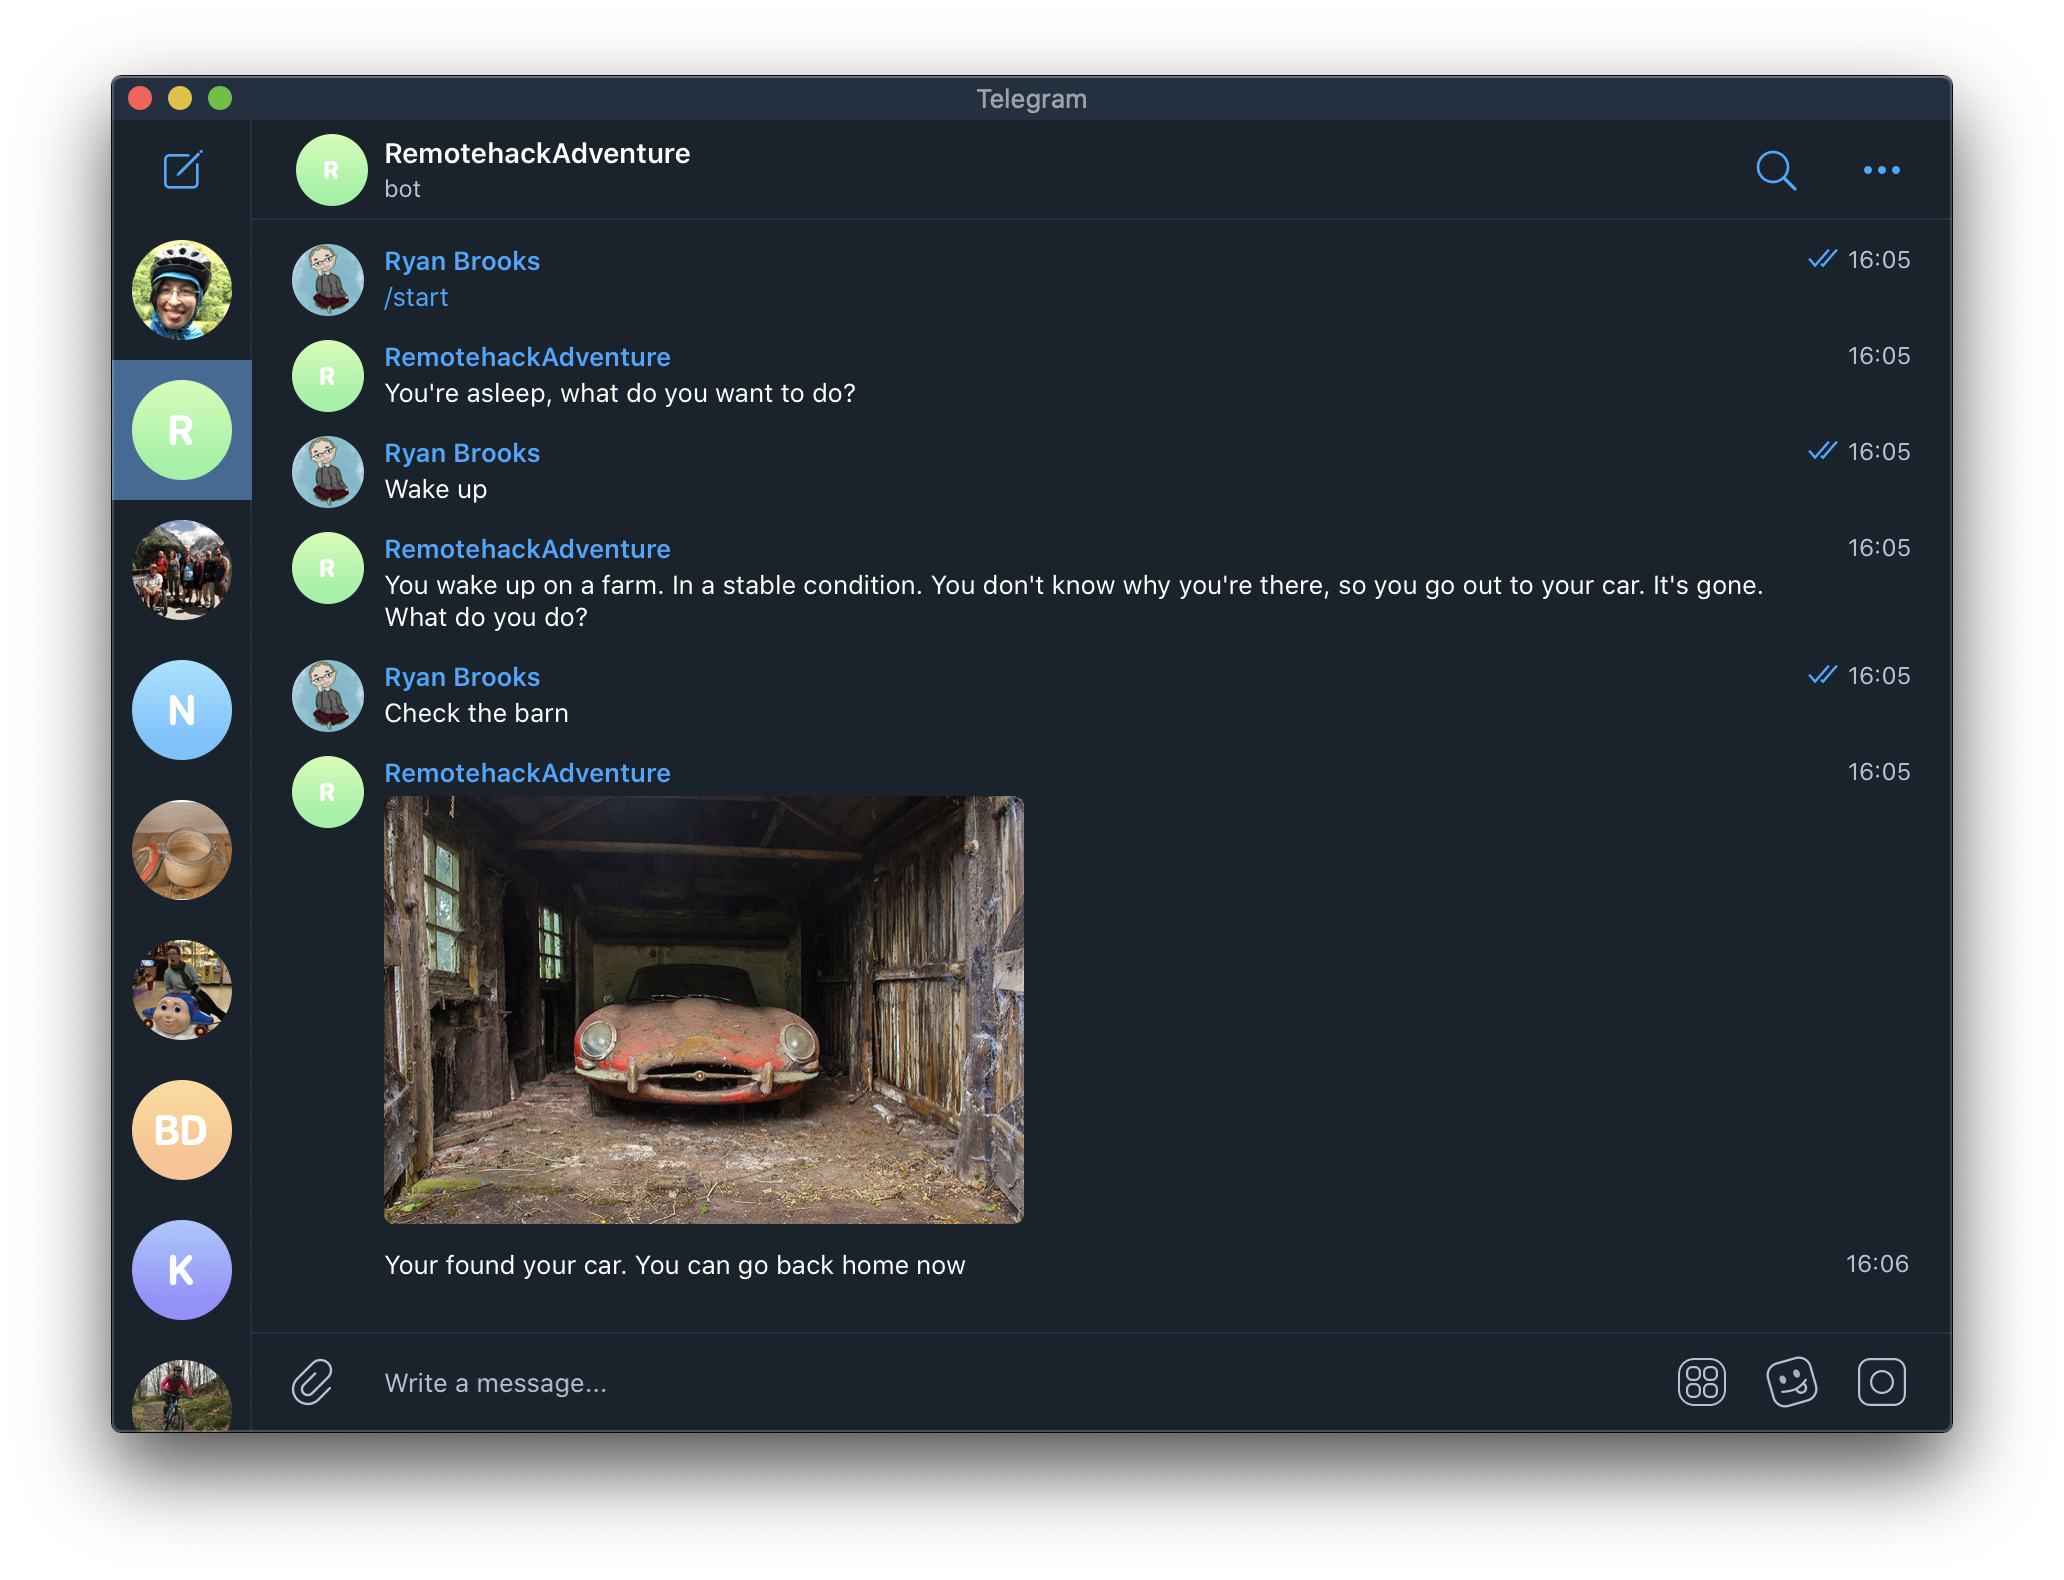 Telegram
R
RemotehackAdventure
bot
Ryan Brooks
16:05
/start
R
RemotehackAdventure
16:05
You're asleep, what do you want to do?
Ryan Brooks
16:05
Wake up
R
RemotehackAdventure
16:05
You wake up on a farm. In a stable condition. You don't know why you're there, so you go out to your car. It's gone.
What do you do?
Ryan Brooks
16:05
Check the barn
R
RemotehackAdventure
16:05
Your found your car. You can go back home now
16:06
Write a message...
R
N
BD
K